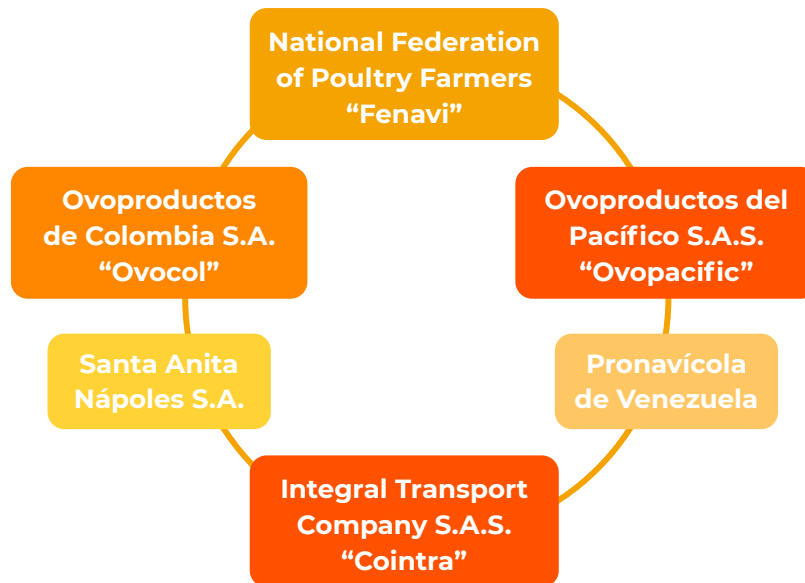 National Federation
of Poultry Farmers
“Fenavi”
Ovoproductos
de Colombia S.A.
“Ovocol”
Ovoproductos del
Pacífico S.A.S.
“Ovopacific”
Santa Anita
Nápoles S.A.
Pronavícola
de Venezuela
Integral Transport
Company S.A.S.
“Cointra”